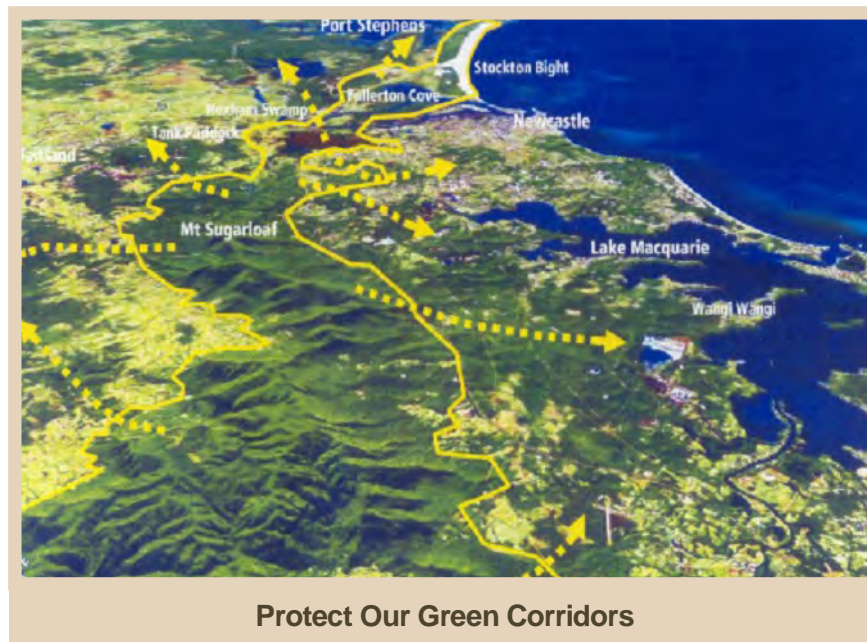 Port Stephens
Stockton Bight
Fullerton Cove
Hexham Swamp
Newcastle
Tank Paddock
Mt Sugarloaf
Lake Macquarie
Wangi Wangi
Protect Our Green Corridors